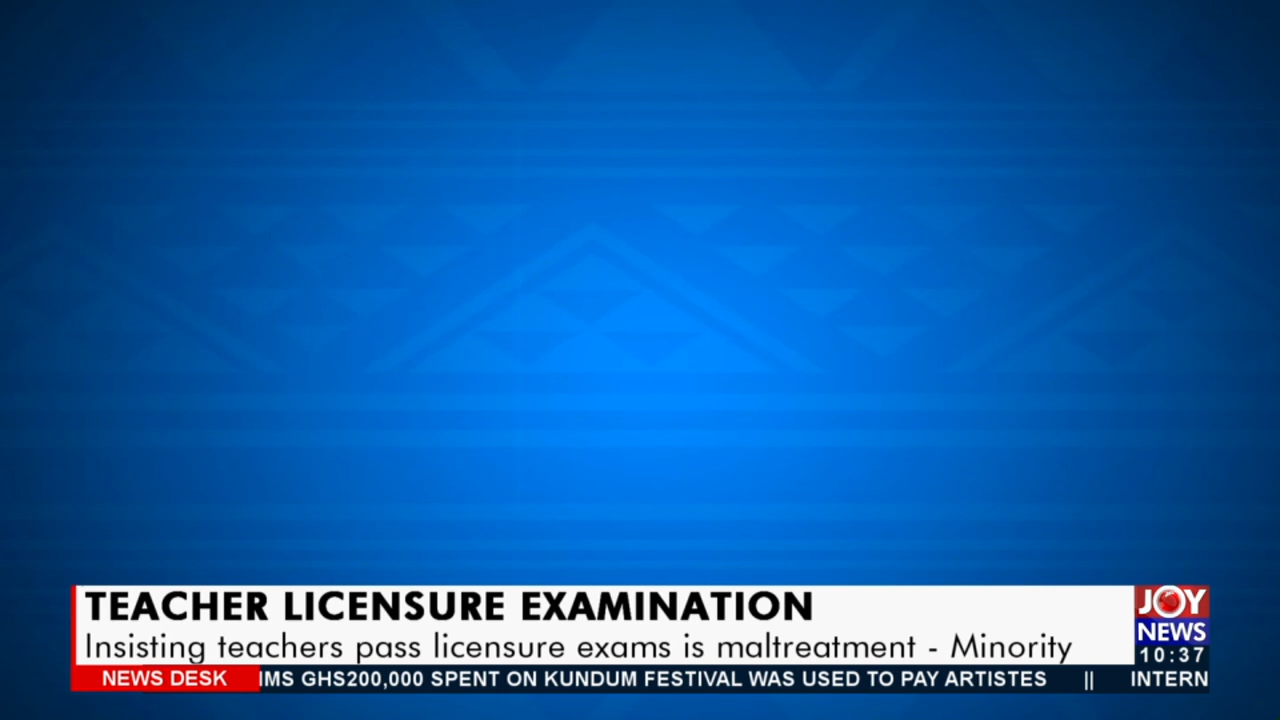 TEACHER LICENSURE EXAMINATION
Insisting teachers pass licensure exams is maltreatment - Minority
JOY
NEWS
10:37
NEWS DESK
GHS200,000 SPENT ON KUNDUM FESTIVAL WAS USED TO PAY ARTISTES || INTERN